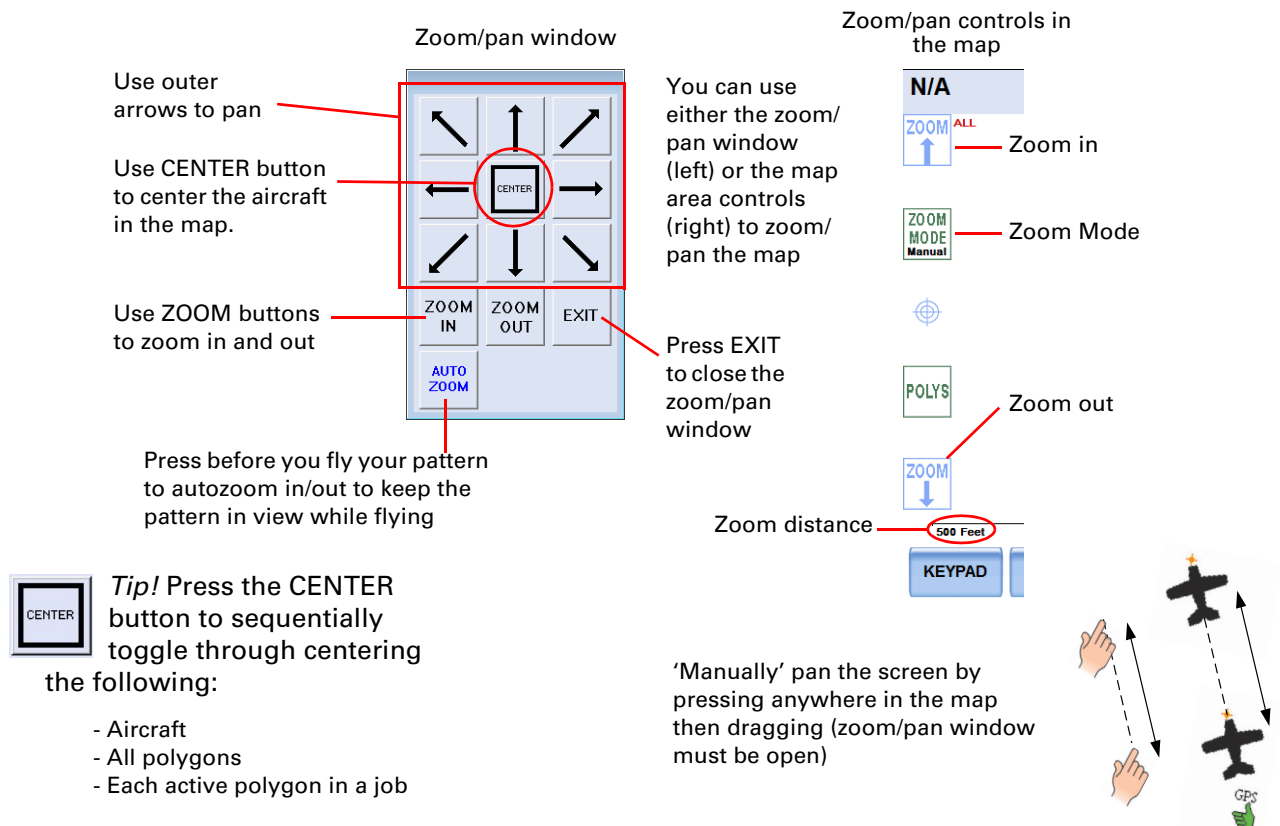 Zoom/pan window
Use outer
arrows to pan
Use CENTER button
to center the aircraft
in the map.
Use ZOOM buttons
to zoom in and out
CENTER
ZOOM
IN
ZOOM
OUT
EXIT
AUTO
ZOOM
Press before you fly your pattern
to autozoom in/out to keep the
pattern in view while flying
You can use
either the zoom/
pan window
(left) or the map
area controls
(right) to zoom/
pan the map
Press EXIT
to close the
zoom/pan
window
Zoom/pan controls in
the map
N/A
ZOOM ALL
Zoom in
ZOOM
MODE
Manual
Zoom Mode
POLYS
Zoom out
ZOOM
Zoom distance
500 Feet
KEYPAD
CENTER
Tip! Press the CENTER
button to sequentially
toggle through centering
the following:
- Aircraft
- All polygons
- Each active polygon in a job
‘Manually’ pan the screen by
pressing anywhere in the map
then dragging (zoom/pan window
must be open)
GPS